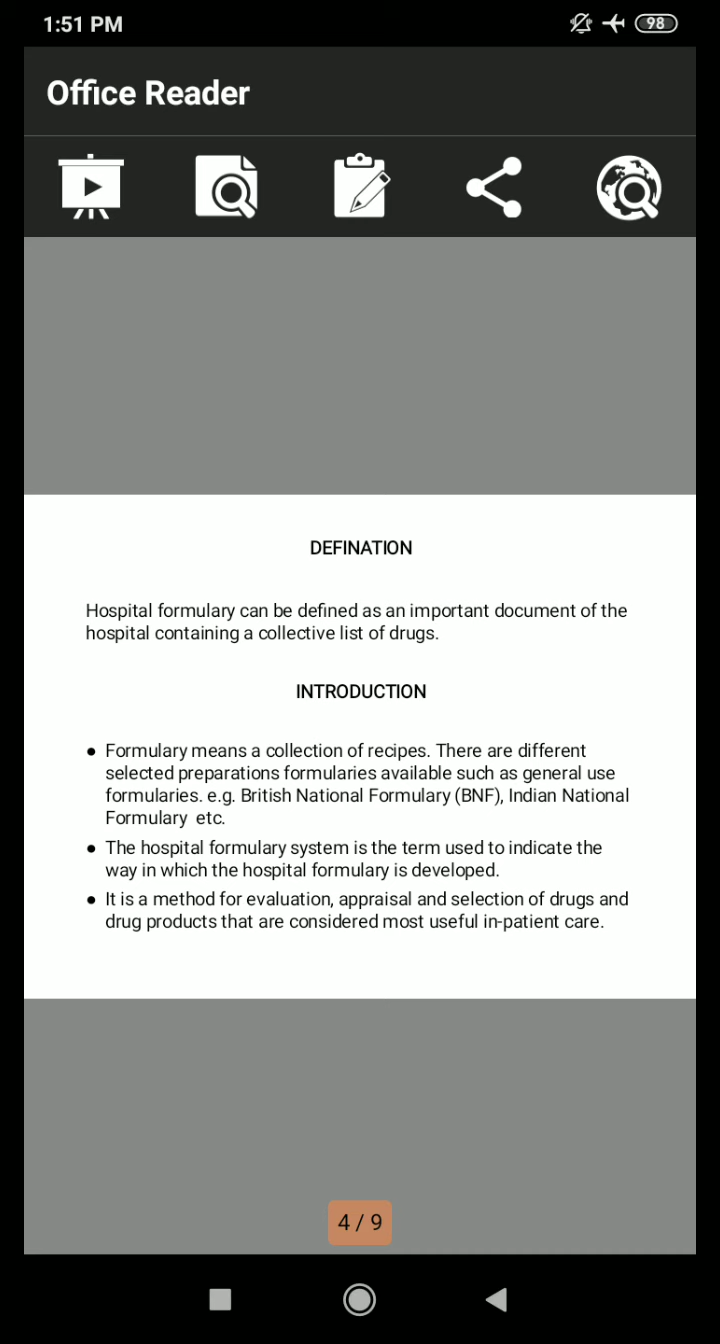 1:51 PM
98
Office Reader
DEFINATION
Hospital formulary can be defined as an important document of the
hospital containing a collective list of drugs.
INTRODUCTION
● Formulary means a collection of recipes. There are different
selected preparations formularies available such as general use
formularies. e.g. British National Formulary (BNF), Indian National
Formulary etc.
● The hospital formulary system is the term used to indicate the
way in which the hospital formulary is developed.
● It is a method for evaluation, appraisal and selection of drugs and
drug products that are considered most useful in-patient care.
4 / 9